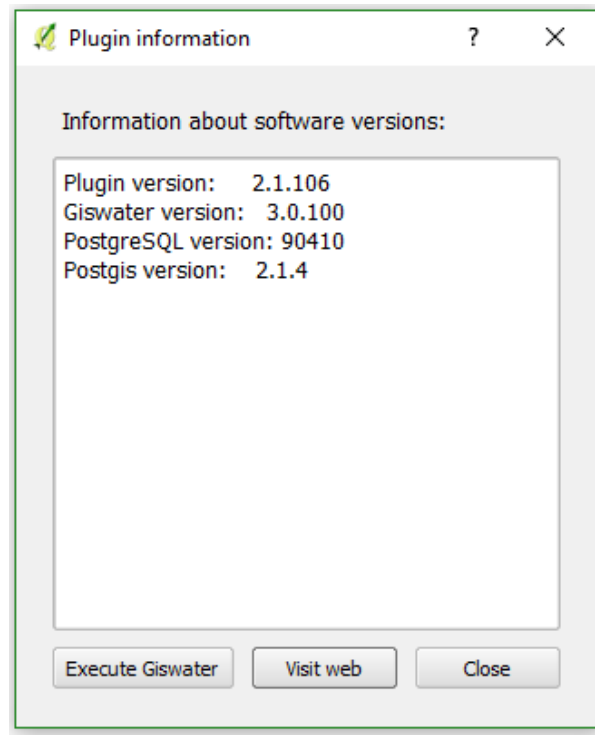 Plugin information
Information about software versions:
Plugin version: 2.1.106
Giswater version: 3.0.100
PostgreSQL version: 90410
Postgis version: 2.1.4
Execute Giswater Visit web Close